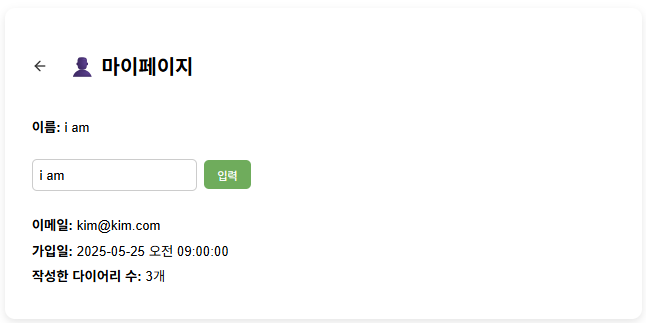 ← 👤 마이페이지
이름: i am
i am 입력
이메일: kim@kim.com
가입일: 2025-05-25 오전 09:00:00
작성한 다이어리 수: 3개